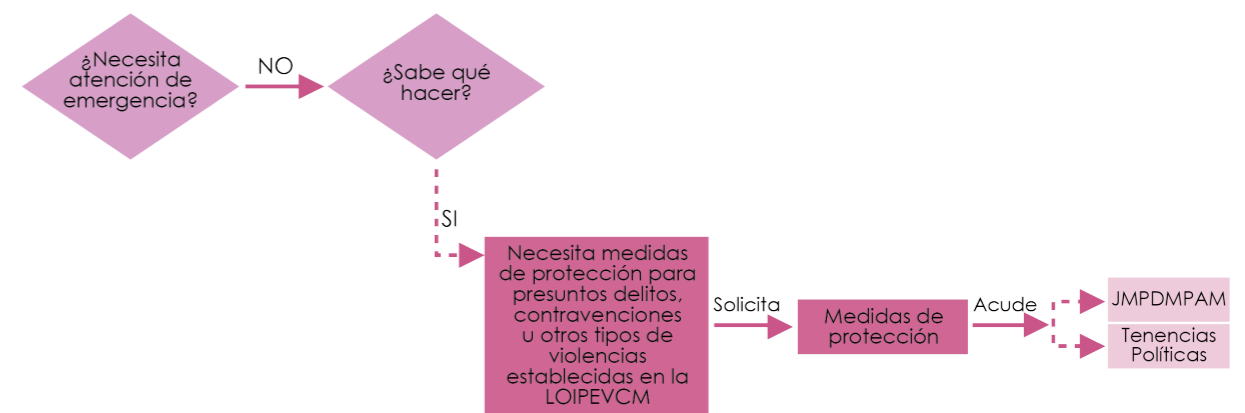 ¿Necesita
atención de
emergencia?
NO
¿Sabe qué
hacer?
SI
Necesita medidas
de protección para
presuntos delitos,
contravenciones
u otros tipos de
violencias
establecidas en la
LOIPEVCM
Solicita
Medidas de
protección
Acude
JMPDMPAM
Tenencias
Políticas